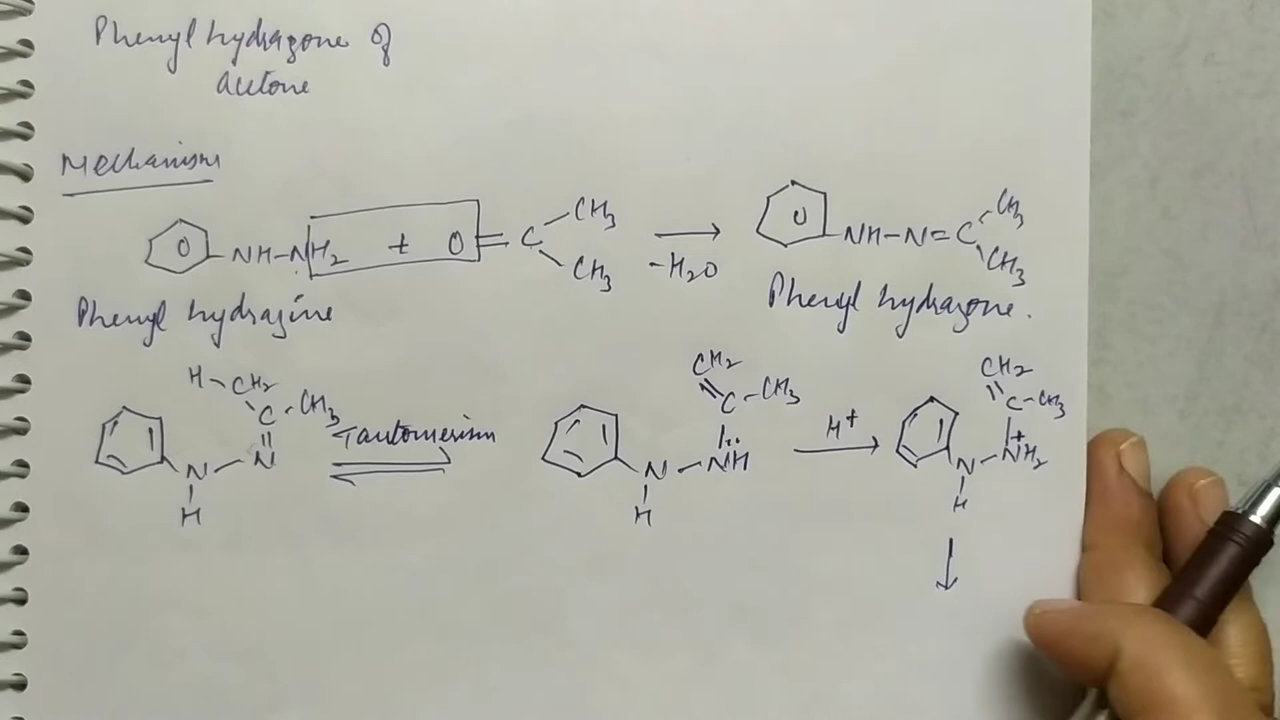 Phenyl hydrazone of
acetone
Mechanism
NH-NH2 + O=C-CH3 CH3 → -H2O NH-N=C CH3 CH3
Phenyl hydrazine
Phenyl hydrazone.
H-CH2 C-CH3 N-N H
Tautomerism
CH2=C-CH3 N-NH H
H+
CH2=C-CH3 N-NH2 + H
↓